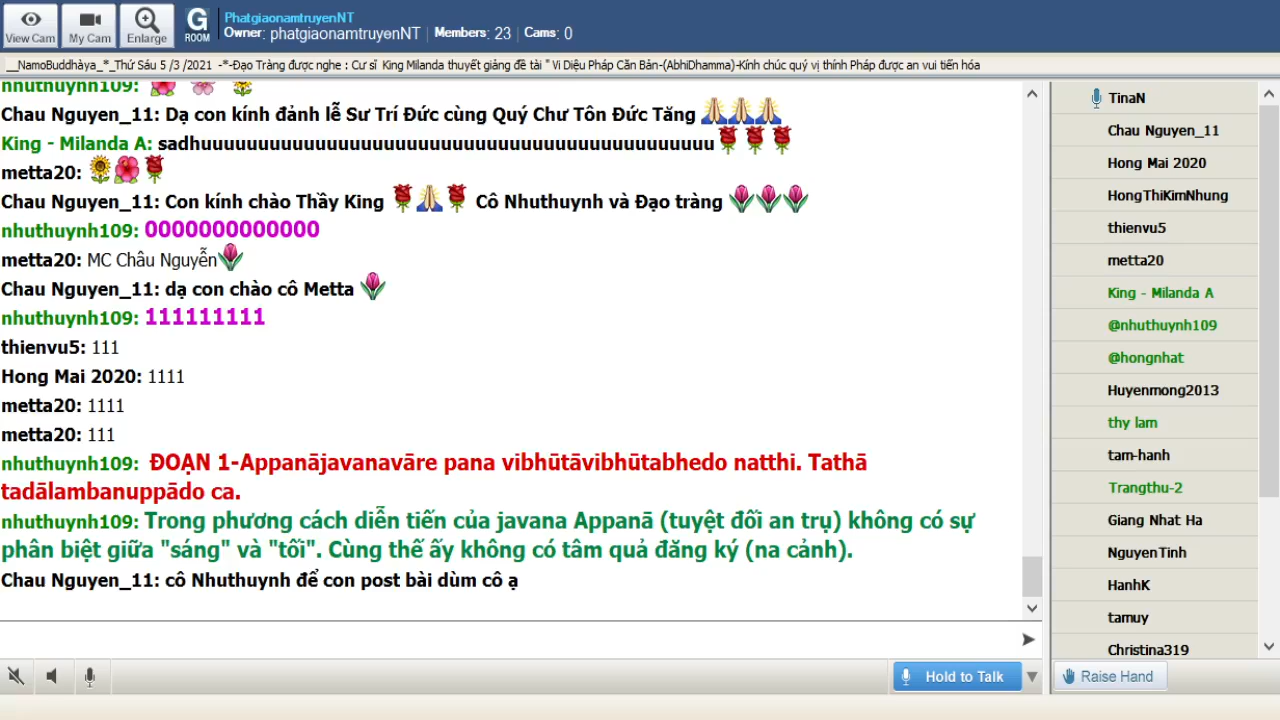 View Cam
My Cam
Enlarge
G
ROOM
PhatgiaonamtruyenNT
Owner: phatgiaonamtruyenNT | Members: 23 | Cams: 0
__NamoBuddhàya_*_Thứ Sáu 5 /3 /2021 -*-Đạo Tràng được nghe : Cư sĩ King Milanda thuyết giảng đề tài " Vi Diệu Pháp Căn Bản-(AbhiDhamma)-Kính chúc quý vị thính Pháp được an vui tiến hóa
nhuthuynh109:
Chau Nguyen_11: Dạ con kính đảnh lễ Sư Trí Đức cùng Quý Chư Tôn Đức Tăng
King - Milanda A: sadhuuuuuuuuuuuuuuuuuuuuuuuuuuuuuuuuuuuuuuuuuuuuu
metta20:
Chau Nguyen_11: Con kính chào Thầy King Cô Nhuthuynh và Đạo tràng
nhuthuynh109: 0000000000000
metta20: MC Châu Nguyễn
Chau Nguyen_11: dạ con chào cô Metta
nhuthuynh109: 111111111
thienvu5: 111
Hong Mai 2020: 1111
metta20: 1111
metta20: 111
nhuthuynh109: ĐOẠN 1-Appanājavanavāre pana vibhūtāvibhūtabhedo natthi. Tathā
tadālambanuppādo ca.
nhuthuynh109: Trong phương cách diễn tiến của javana Appanā (tuyệt đối an trụ) không có sự
phân biệt giữa "sáng" và "tối". Cùng thế ấy không có tâm quả đăng ký (na cảnh).
Chau Nguyen_11: cô Nhuthuynh để con post bài dùm cô ạ
TinaN
Chau Nguyen_11
Hong Mai 2020
HongThiKimNhung
thienvu5
metta20
King - Milanda A
@nhuthuynh109
@hongnhat
Huyenmong2013
thy lam
tam-hanh
Trangthu-2
Giang Nhat Ha
NguyenTinh
HanhK
tamuy
Christina319
Hold to Talk
Raise Hand